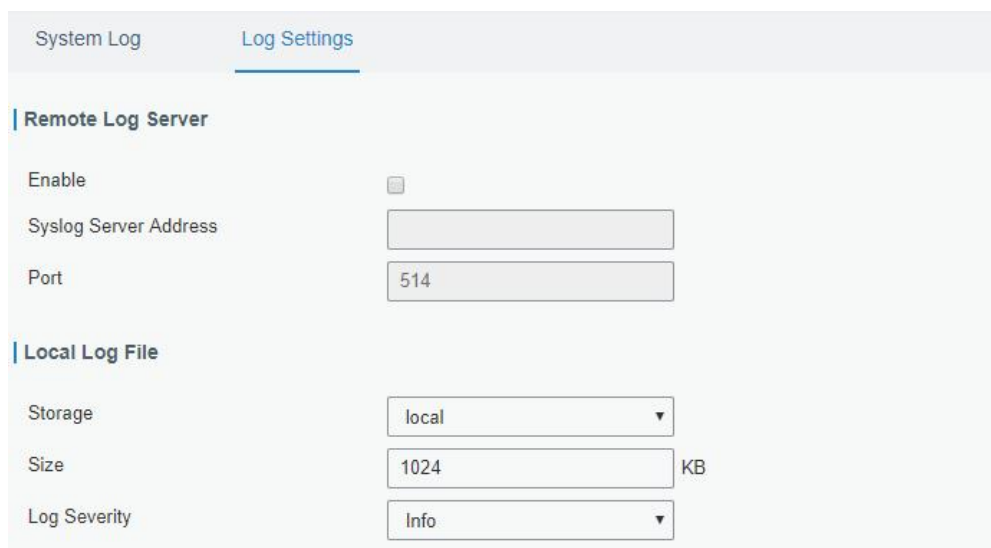 System Log Log Settings
Remote Log Server
Enable
Syslog Server Address
Port 514
Local Log File
Storage local
Size 1024 KB
Log Severity Info